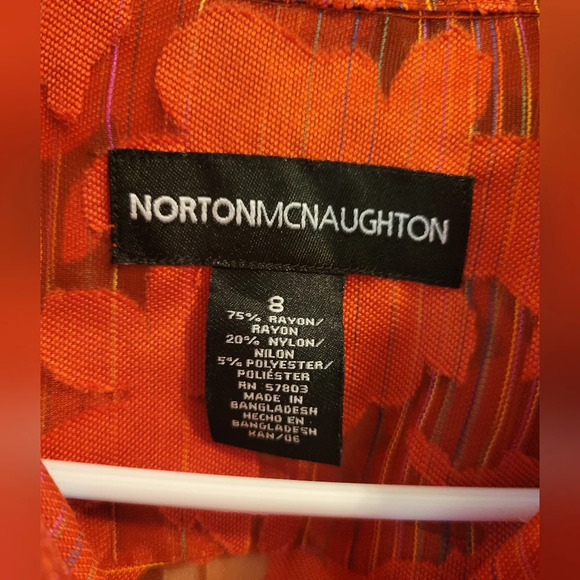 NORTONMCNAUGHTON
8
75% RAYON/
RAYON
20% NYLON/
NILON
5% POLYESTER/
POLIÉSTER
RN 57803
MADE IN
BANGLADESH
HECHO EN
BANGLADESH
KAN/06